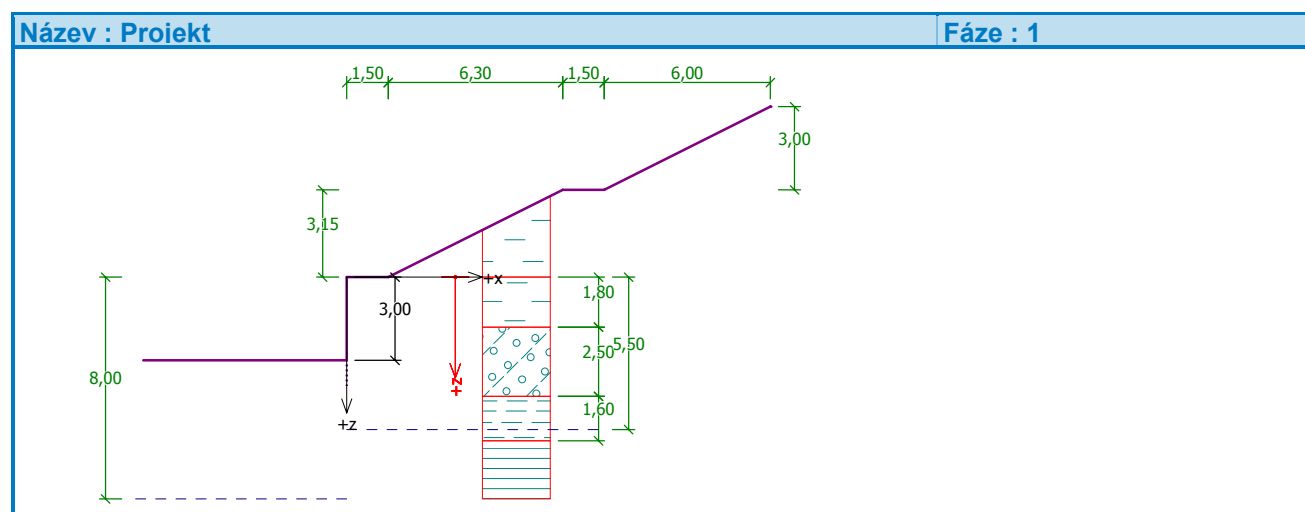 Název : Projekt Fáze : 1
1,50 6,30 1,50 6,00
3,00
3,15
+x
1,80
3,00
5,50
2,50
8,00
+z
1,60
+z